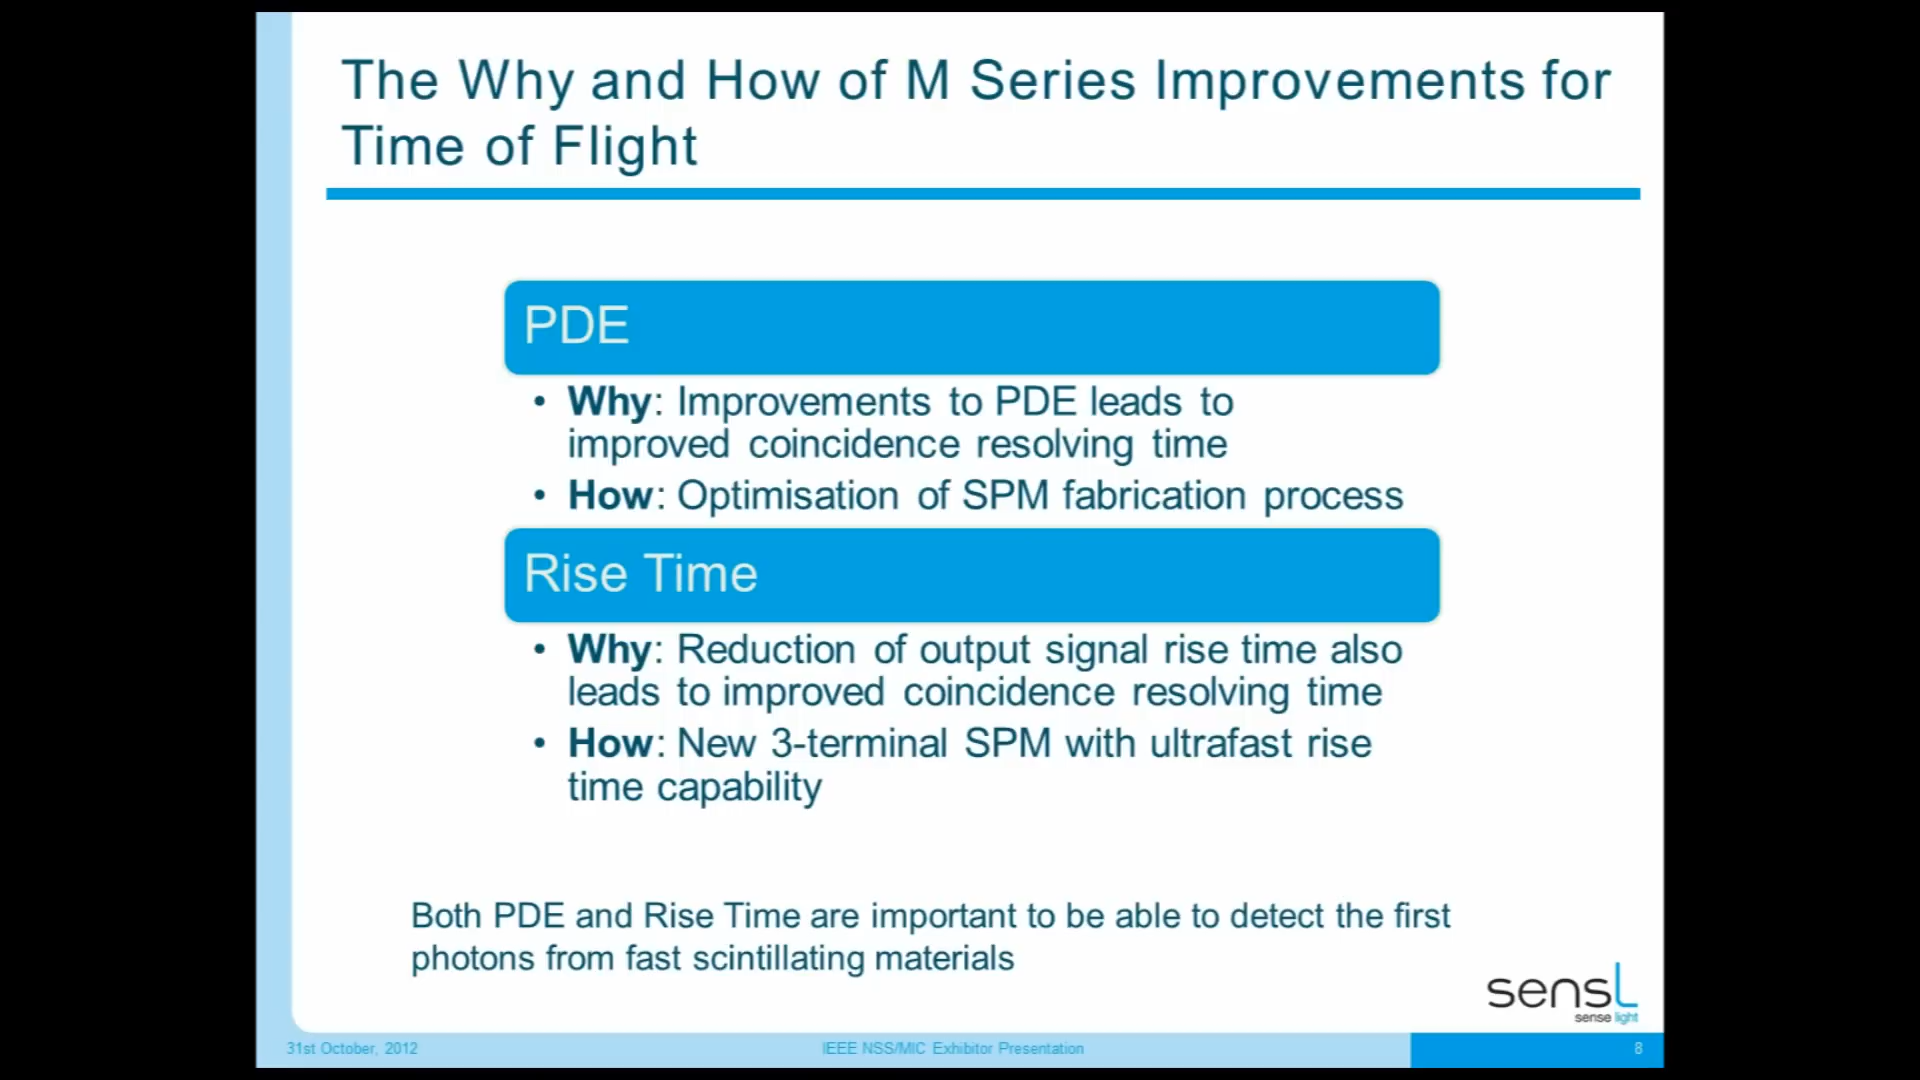 The Why and How of M Series Improvements for
Time of Flight
PDE
• Why: Improvements to PDE leads to
improved coincidence resolving time
• How: Optimisation of SPM fabrication process
Rise Time
• Why: Reduction of output signal rise time also
leads to improved coincidence resolving time
• How: New 3-terminal SPM with ultrafast rise
time capability
Both PDE and Rise Time are important to be able to detect the first
photons from fast scintillating materials
sensL
sense light
31st October, 2012
IEEE NSS/MIC Exhibitor Presentation
8